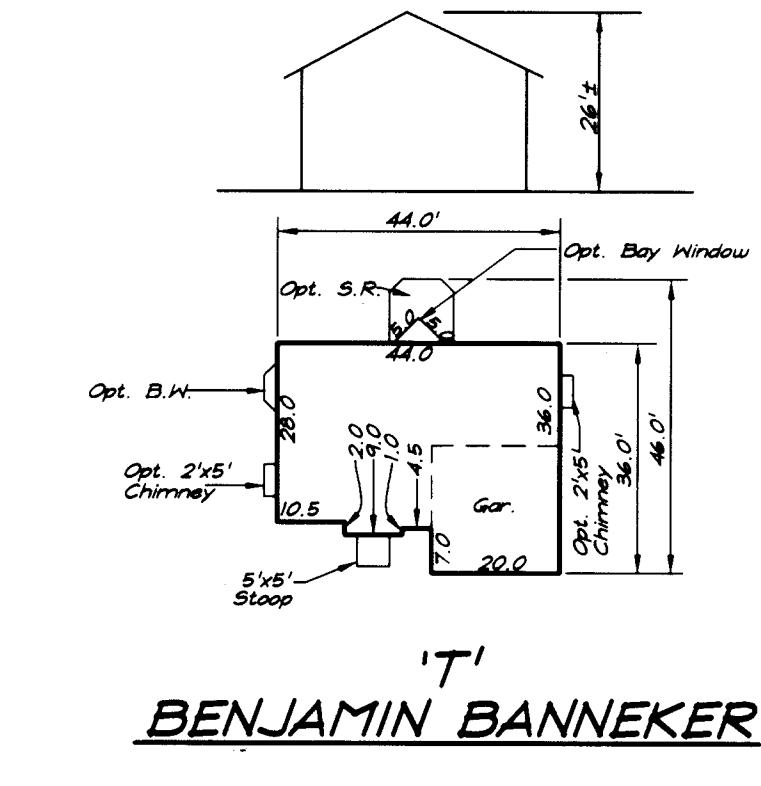 26'±
44.0'
Opt. Bay Window
Opt. S.R.
5.0
5.0
44.0
Opt. B.W.
28.0
2.0
9.0
1.0
4.5
36.0
36.0'
46.0'
Opt. 2'x5'
Chimney
Opt. 2'x5'
Chimney
10.5
Gar.
7.0
20.0
5'x5'
Stoop
'T'
BENJAMIN BANNEKER